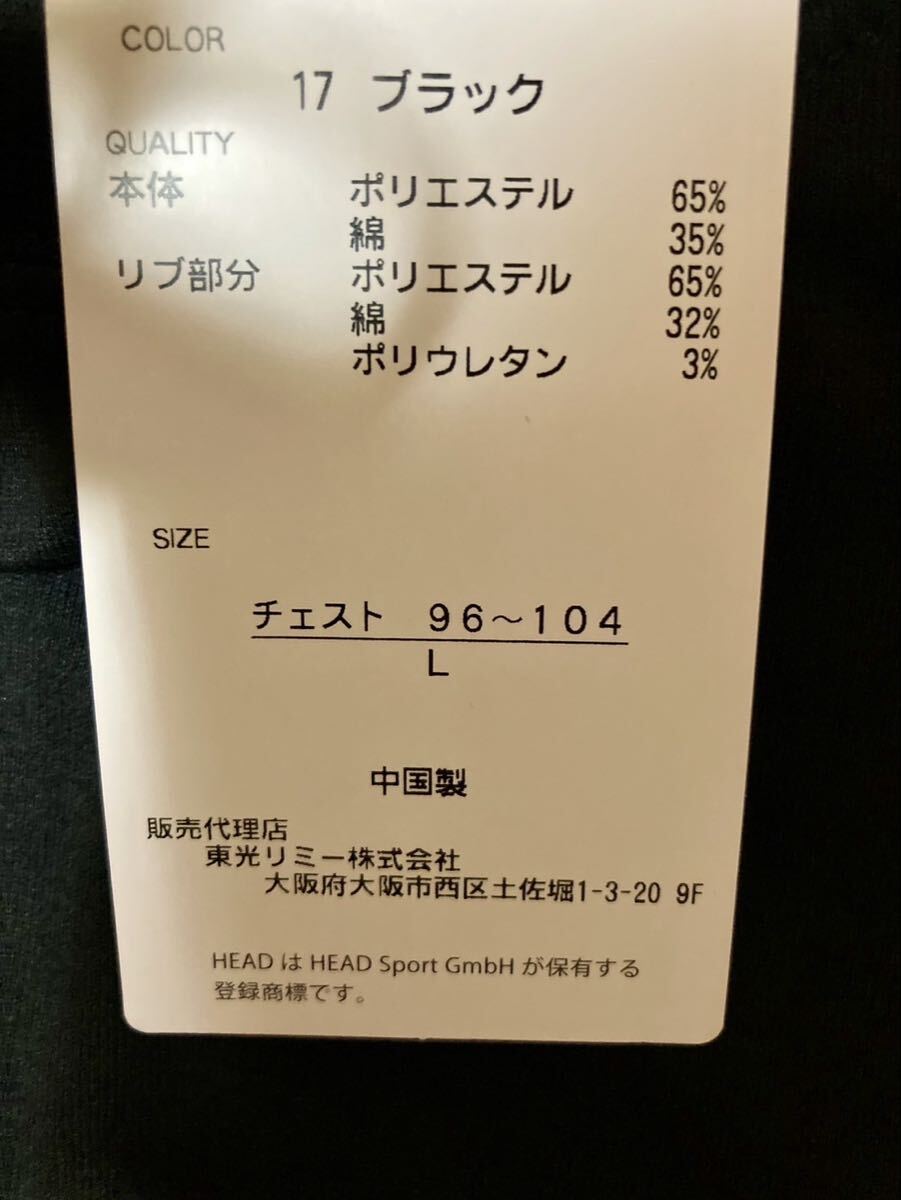 COLOR
17 ブラック
QUALITY
本体 ポリエステル 65%
綿 35%
リブ部分 ポリエステル 65%
綿 32%
ポリウレタン 3%
SIZE
チェスト 96～104
L
中国製
販売代理店
東光リミー株式会社
大阪府大阪市西区土佐堀1-3-20 9F
HEAD は HEAD Sport GmbH が保有する
登録商標です。